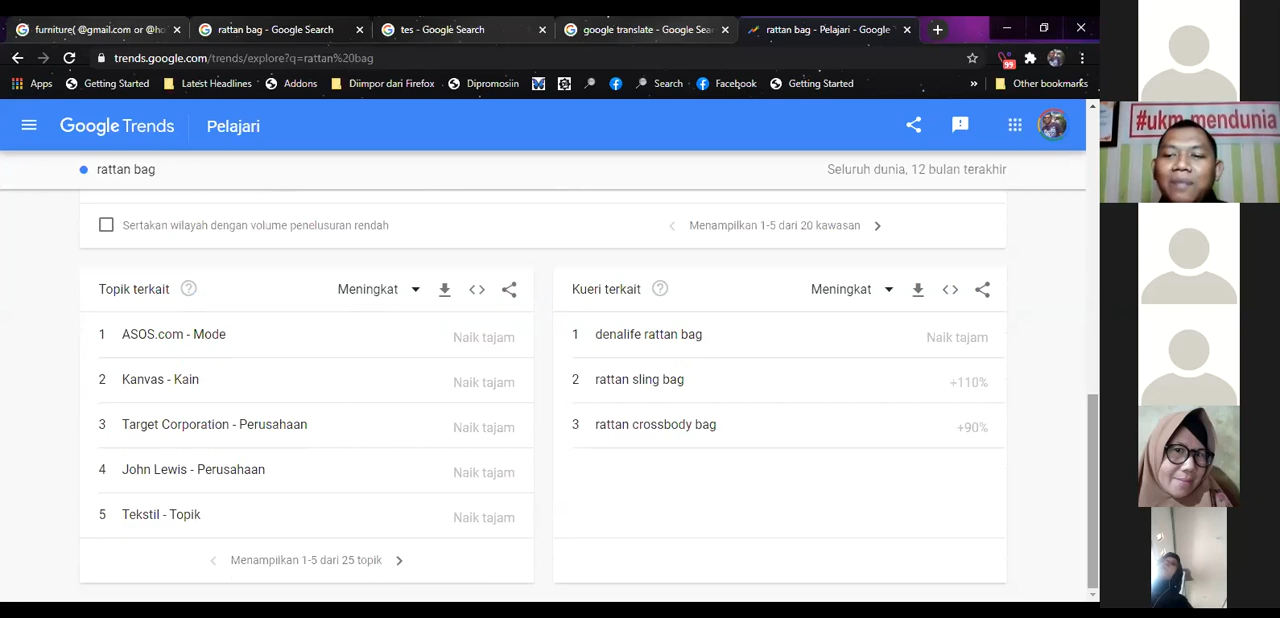 furniture( @gmail.com or @ho
rattan bag - Google Search
tes - Google Search
google translate - Google Sea
rattan bag - Pelajari - Google T
trends.google.com/trends/explore?q=rattan%20bag
99
Apps
Getting Started
Latest Headlines
Addons
Diimpor dari Firefox
Dipromosiin
Search
Facebook
Getting Started
»
Other bookmarks
Google Trends
Pelajari
rattan bag
Seluruh dunia, 12 bulan terakhir
Sertakan wilayah dengan volume penelusuran rendah
Menampilkan 1-5 dari 20 kawasan
Topik terkait
Meningkat
1 ASOS.com - Mode Naik tajam
2 Kanvas - Kain Naik tajam
3 Target Corporation - Perusahaan Naik tajam
4 John Lewis - Perusahaan Naik tajam
5 Tekstil - Topik Naik tajam
Menampilkan 1-5 dari 25 topik
Kueri terkait
Meningkat
1 denalife rattan bag Naik tajam
2 rattan sling bag +110%
3 rattan crossbody bag +90%
#ukm_mendunia